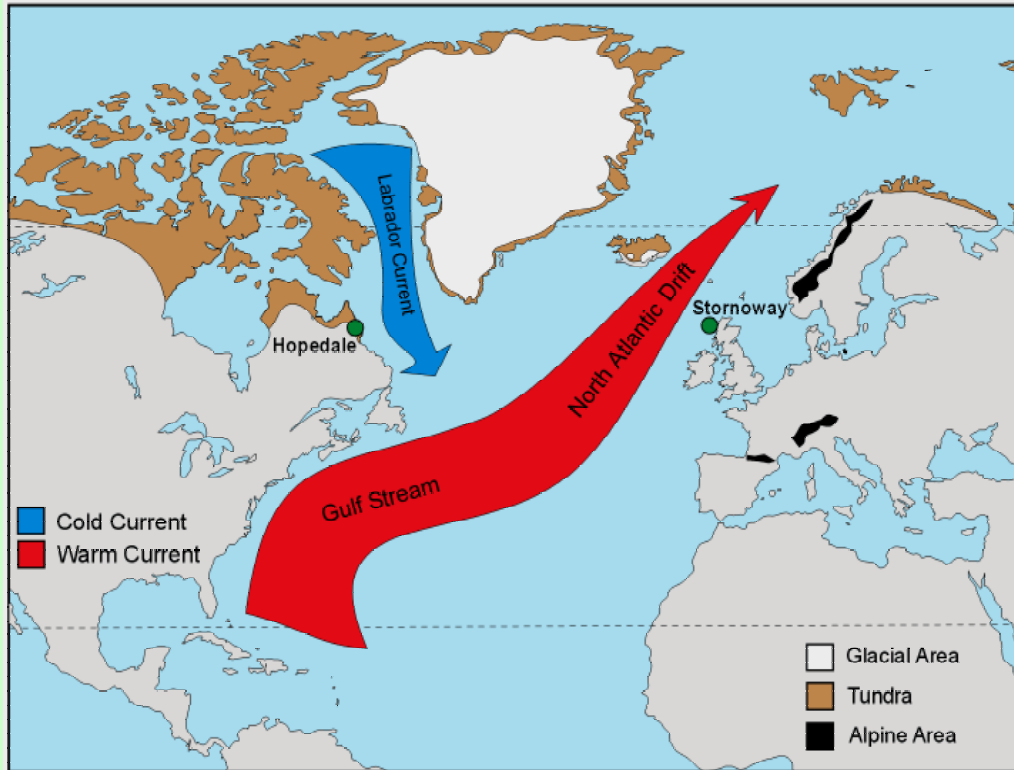 Labrador Current
Hopedale
Stornoway
North Atlantic Drift
Gulf Stream
Cold Current
Warm Current
Glacial Area
Tundra
Alpine Area